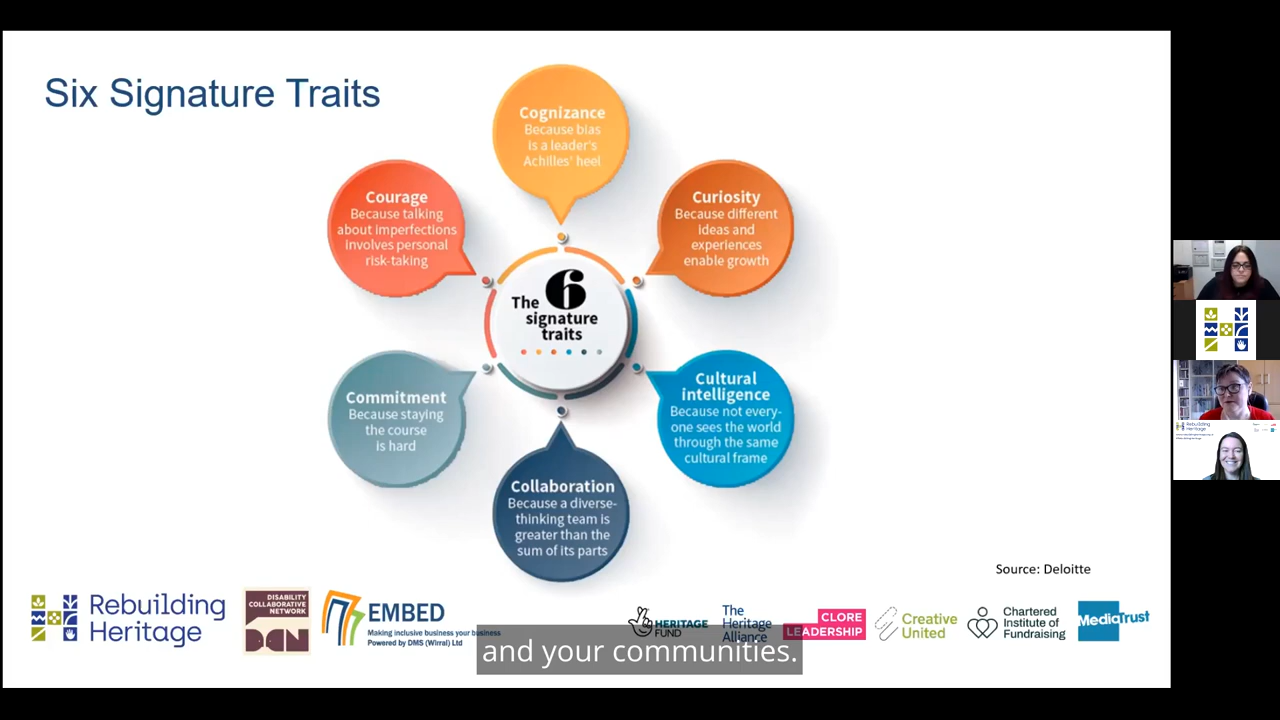 Six Signature Traits
Cognizance
Because bias
is a leader's
Achilles' heel
Courage
Because talking
about imperfections
involves personal
risk-taking
Curiosity
Because different
ideas and
experiences
enable growth
The 6
signature
traits
Commitment
Because staying
the course
is hard
Cultural
intelligence
Because not every-
one sees the world
through the same
cultural frame
Collaboration
Because a diverse-
thinking team is
greater than the
sum of its parts
Source: Deloitte
Rebuilding
Heritage
DISABILITY
COLLABORATIVE
NETWORK
DCN
EMBED
Making inclusive business your business
Powered by DMS (Wirral) Ltd
HERITAGE
FUND
The
Heritage
Alliance
CLORE
LEADERSHIP
Creative
United
Chartered
Institute of
Fundraising
MediaTrust
and your communities.
Rebuilding
Heritage